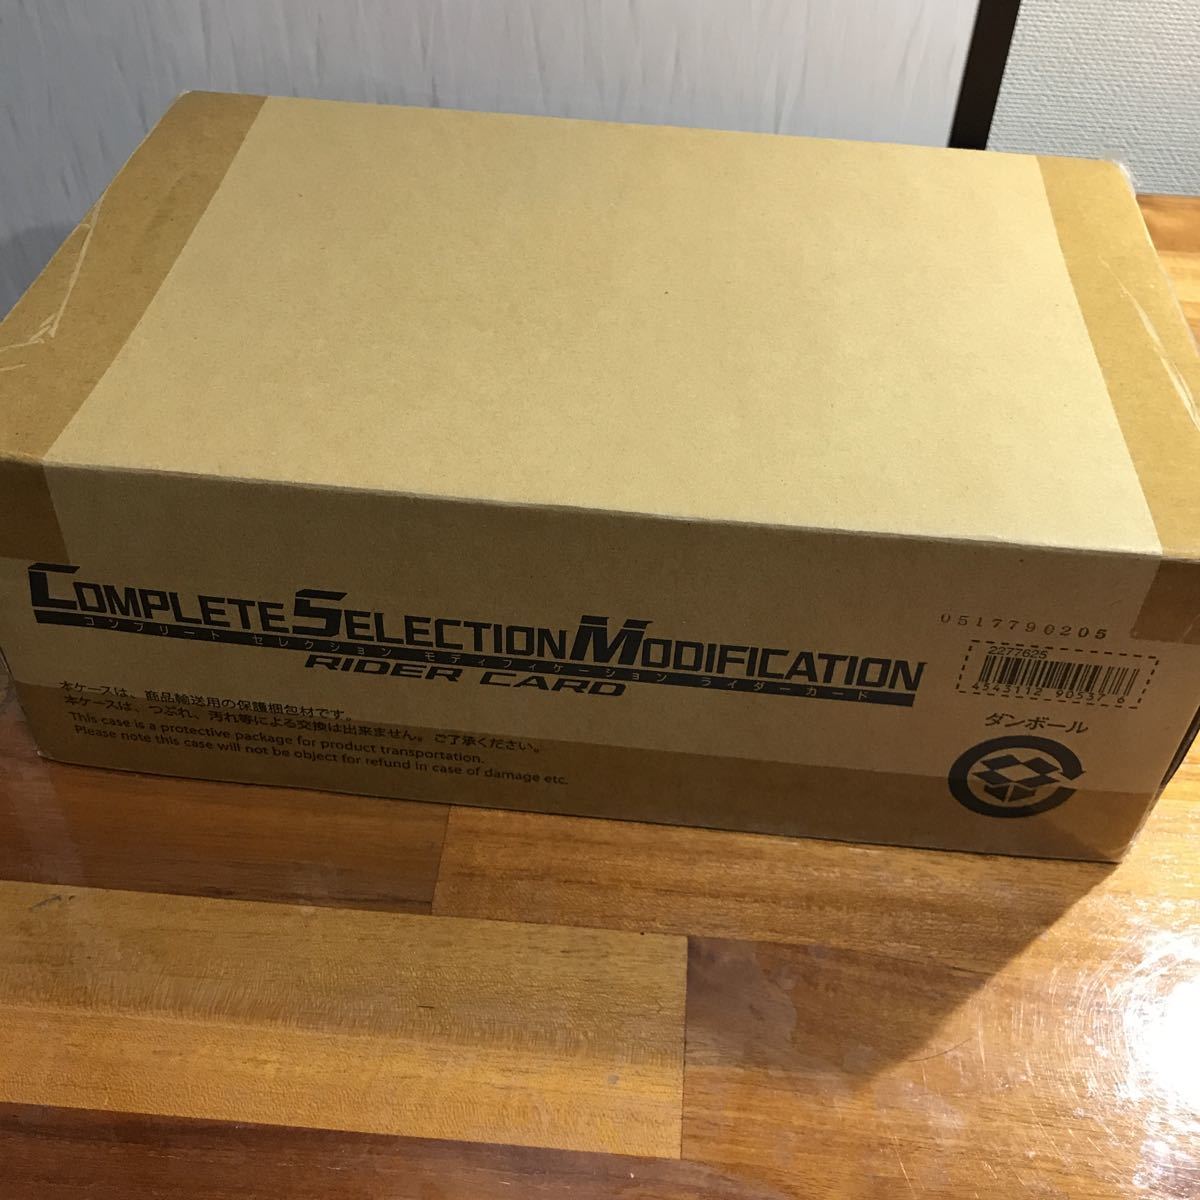 COMPLETE SELECTION MODIFICATION
コンプリート セレクション モディフィケーション ライダーカード
RIDER CARD
本ケースは、商品輸送用の保護梱包材です。
本ケースは、つぶれ、汚れ等による交換は出来ません。ご了承ください。
This case is a protective package for product transportation.
Please note this case will not be object for refund in case of damage etc.
0517790205
2277625
4543112 90537 6
ダンボール